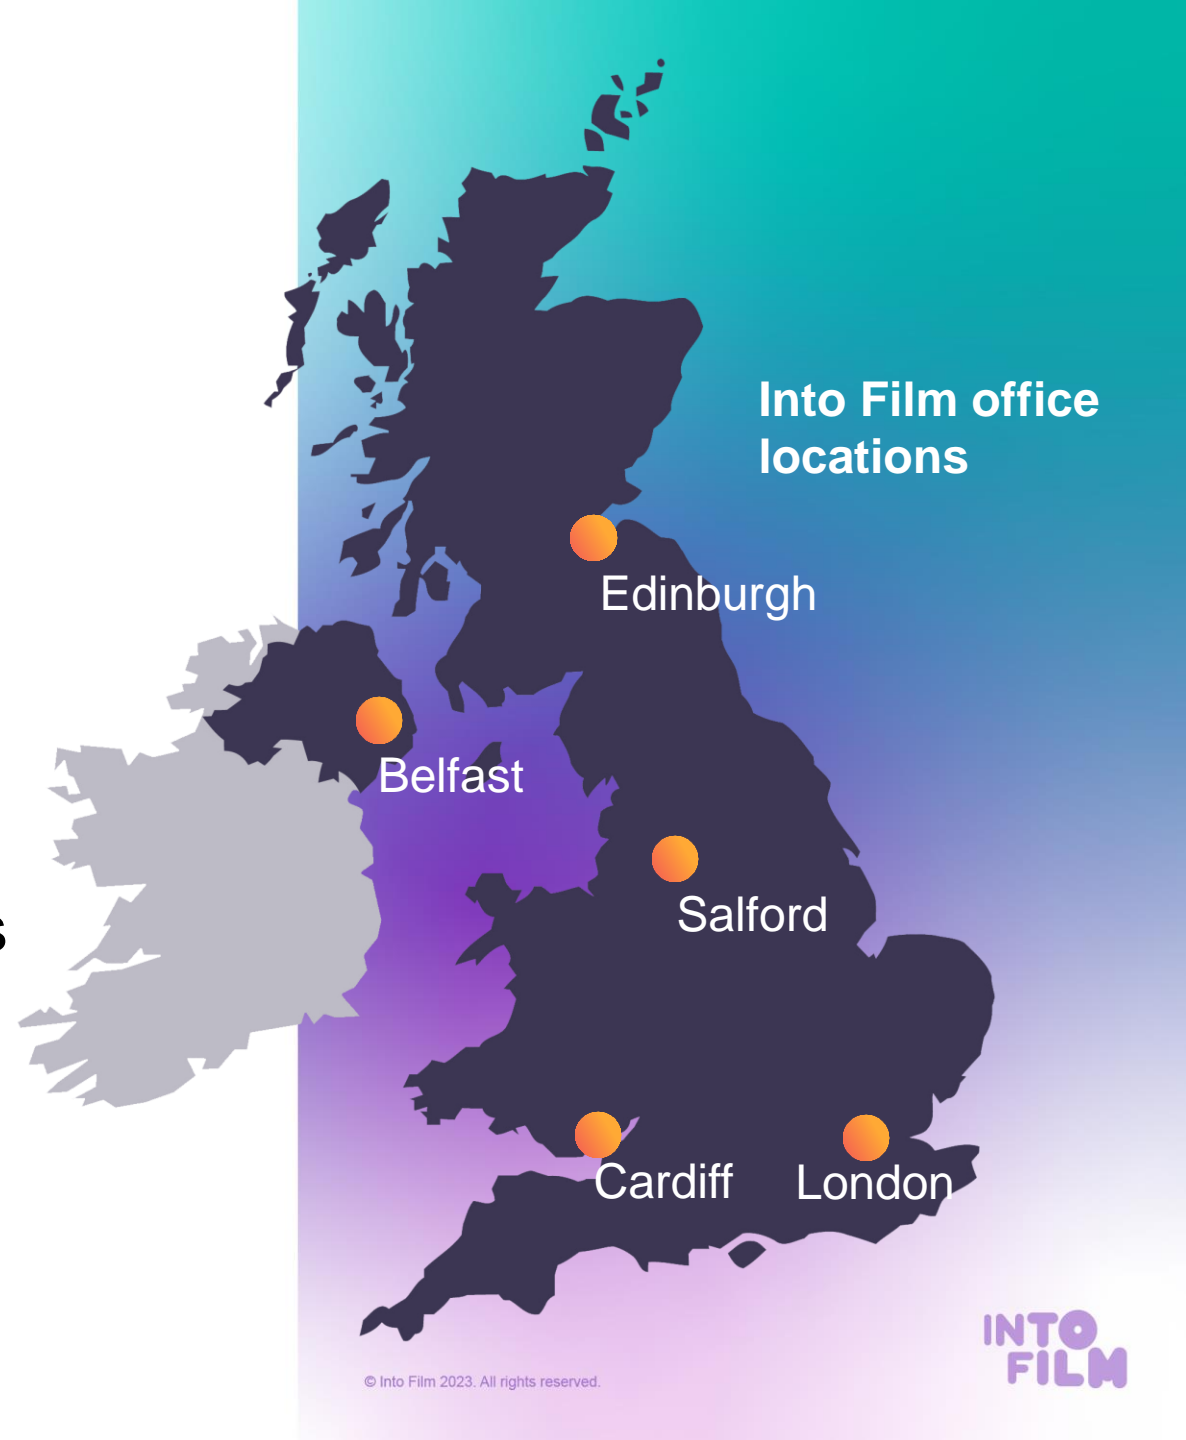 Into Film office
locations
Edinburgh
Belfast
s
Salford
Cardiff
London
INTO
FILM
© Into Film 2023. All rights reserved.